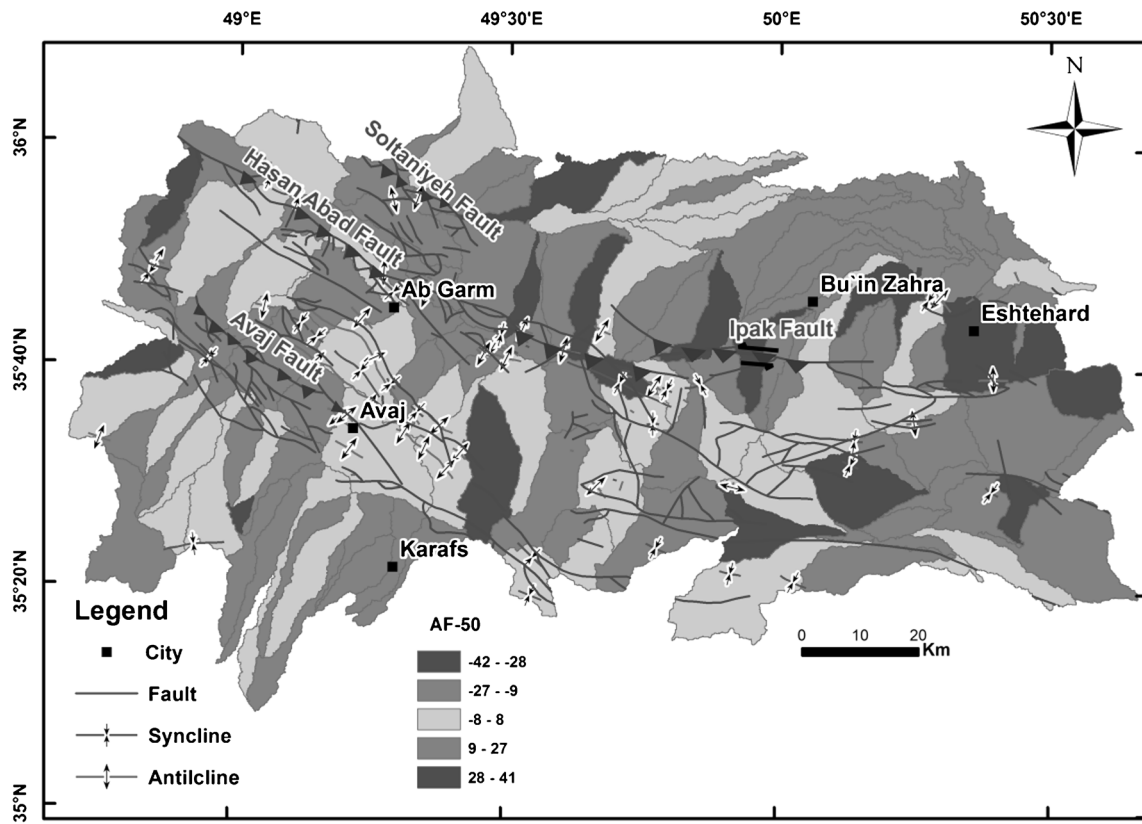 49°E 49°30'E 50°E 50°30'E
N
36°N
35°40'N
35°20'N
35°N
Soltaniyeh Fault
Hasan Abad Fault
Ab Garm
Bu`in Zahra
Eshtehard
Ipak Fault
Avaj Fault
Avaj
Karafs
Legend
City
Fault
Syncline
Antilcline
AF-50
-42 - -28
-27 - -9
-8 - 8
9 - 27
28 - 41
0 10 20
Km